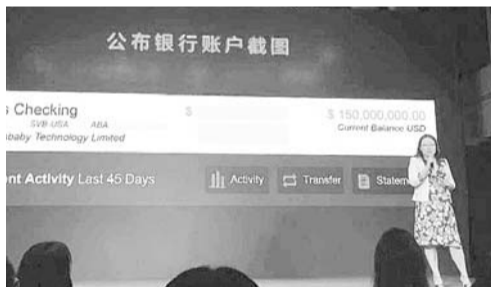 公布银行账户截图
s Checking
$
$ 150,000,000.00
SVB-USA ABA
Current Balance USD
baby Technology Limited
nt Activity Last 45 Days
Activity
Transfer
Statem